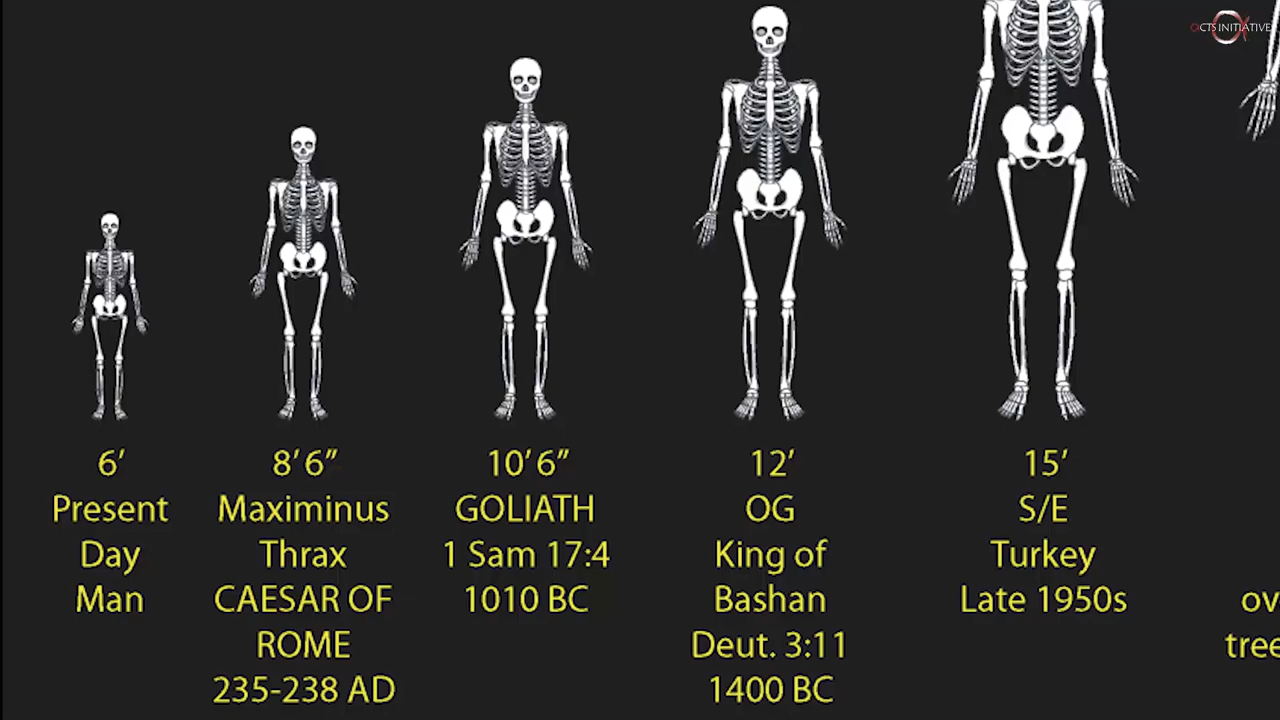 OCTS INITIATIVE
6’
Present
Day
Man
8’ 6”
Maximinus
Thrax
CAESAR OF
ROME
235-238 AD
10’ 6”
GOLIATH
1 Sam 17:4
1010 BC
12’
OG
King of
Bashan
Deut. 3:11
1400 BC
15’
S/E
Turkey
Late 1950s